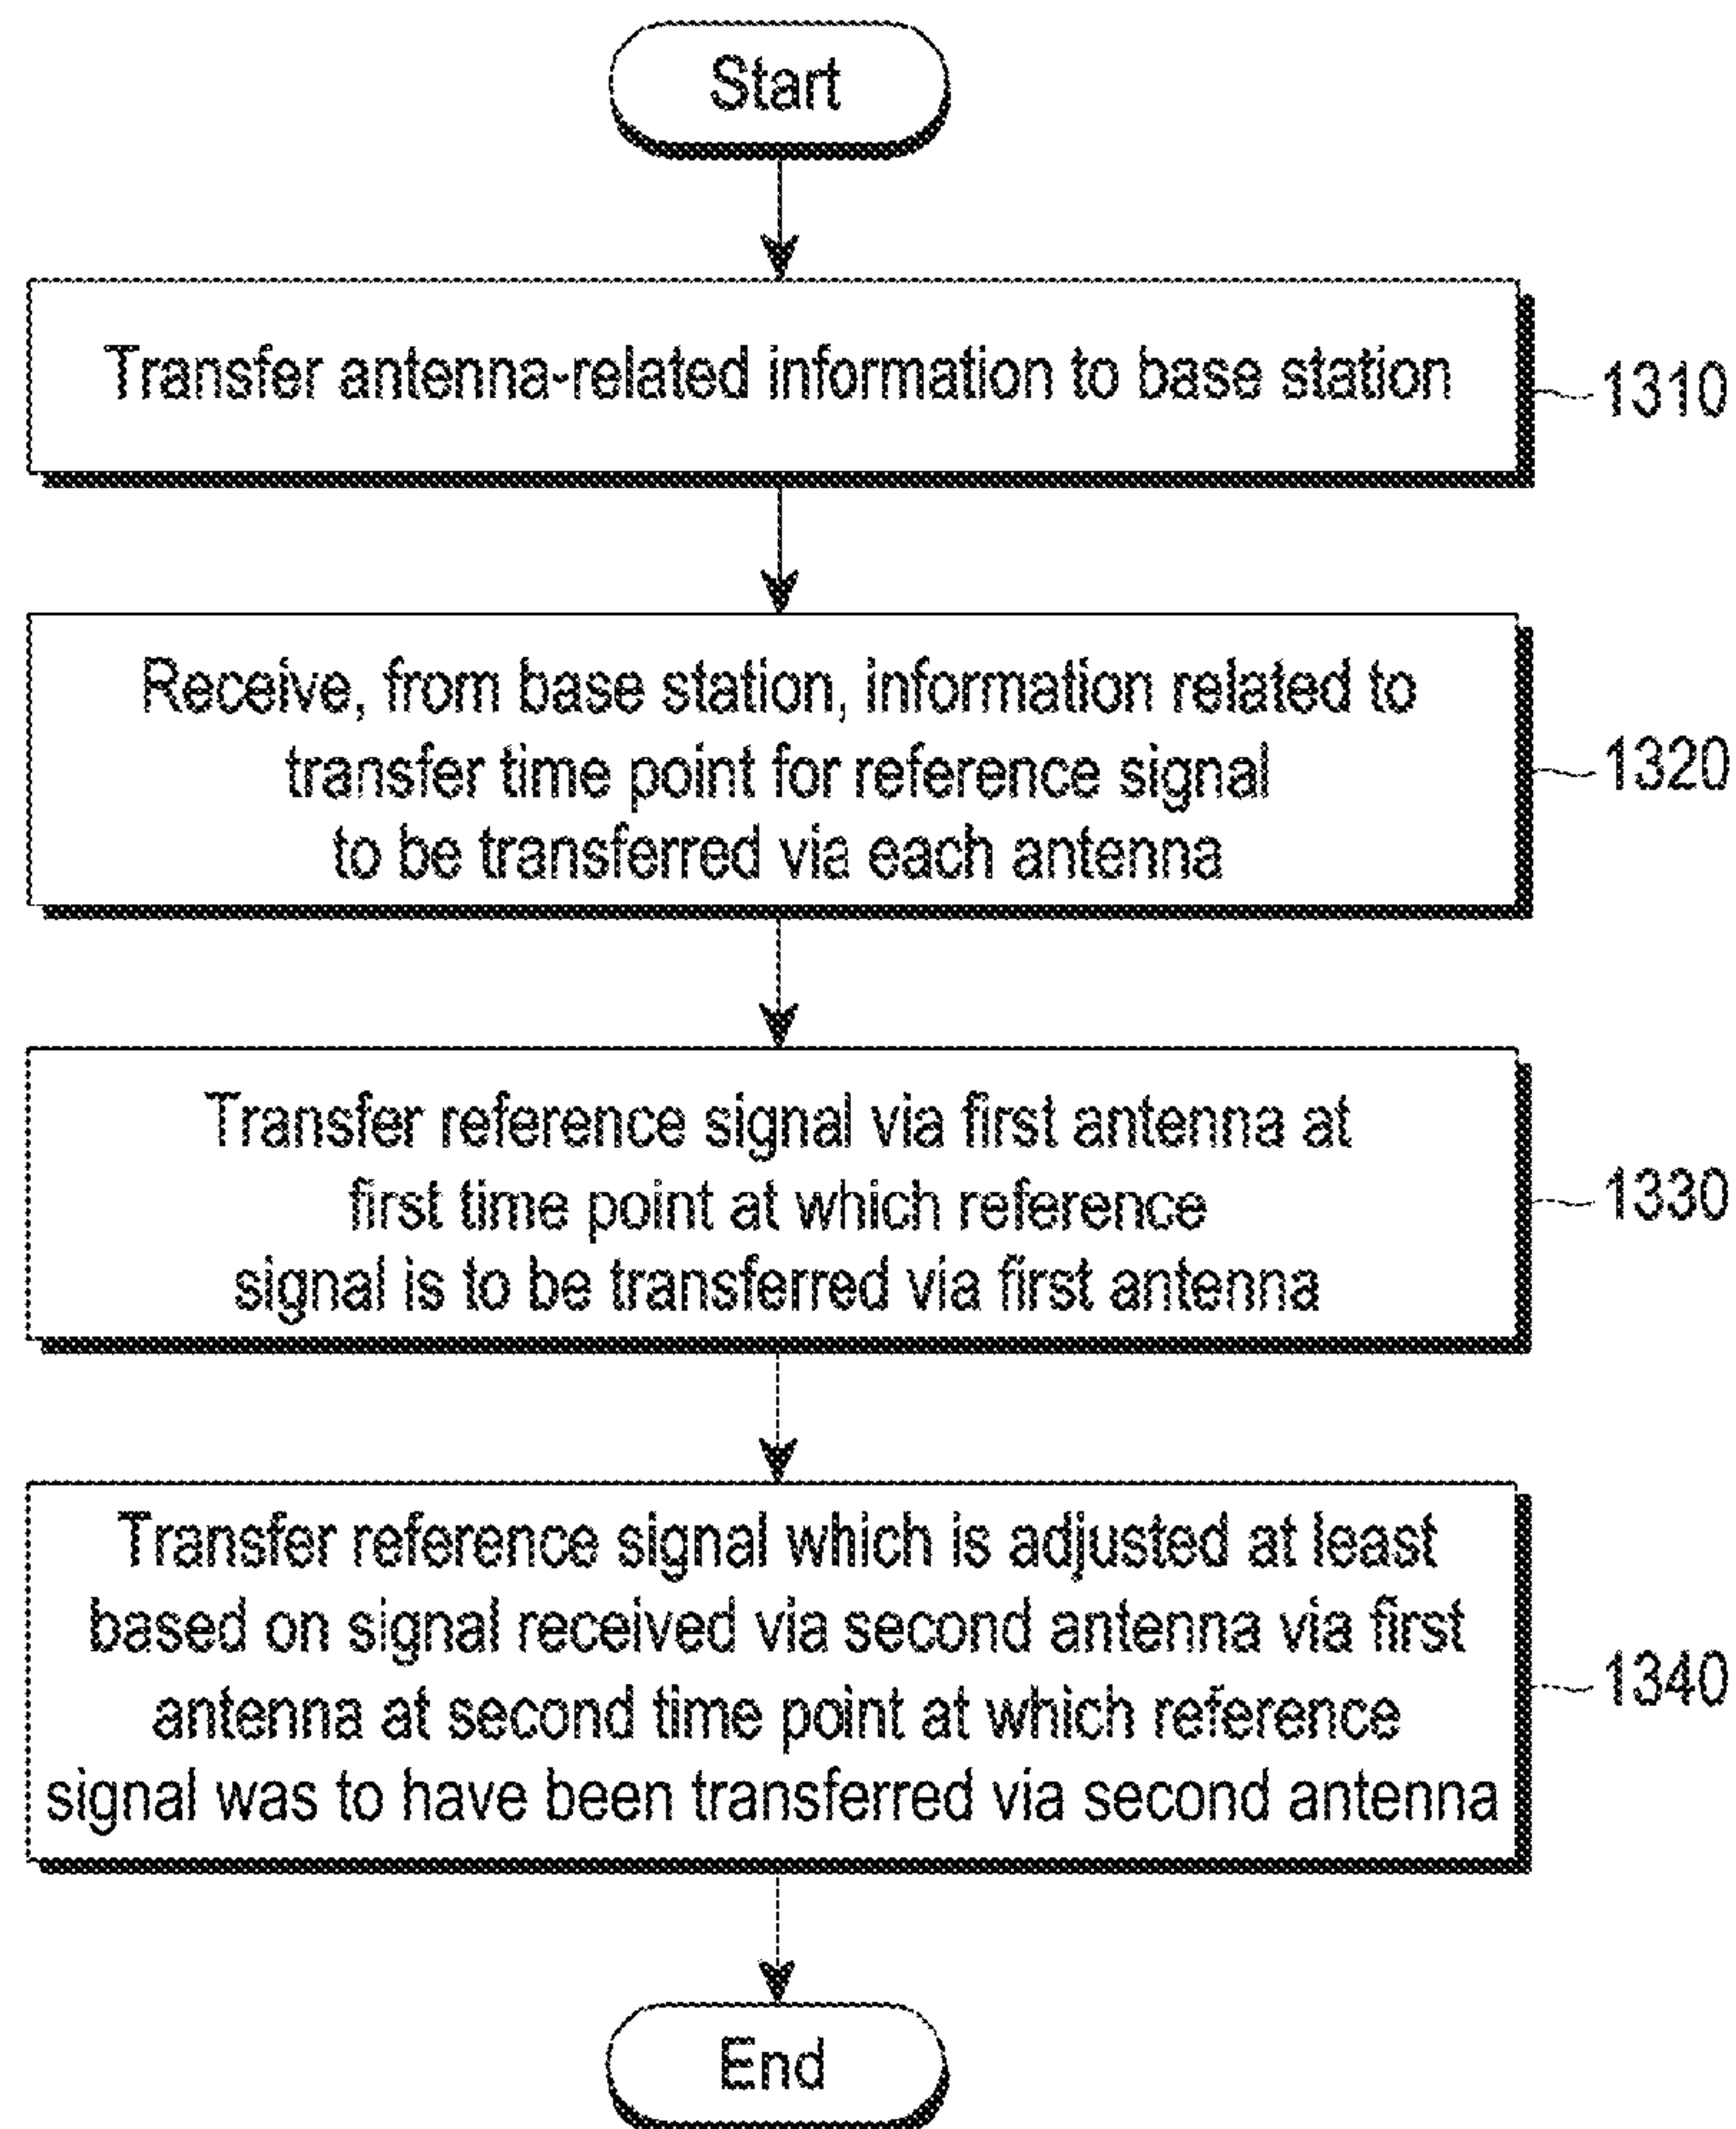 Start
Transfer antenna-related information to base station
1310
Receive, from base station, information related to
transfer time point for reference signal
to be transferred via each antenna
1320
Transfer reference signal via first antenna at
first time point at which reference
signal is to be transferred via first antenna
1330
Transfer reference signal which is adjusted at least
based on signal received via second antenna via first
antenna at second time point at which reference
signal was to have been transferred via second antenna
1340
End